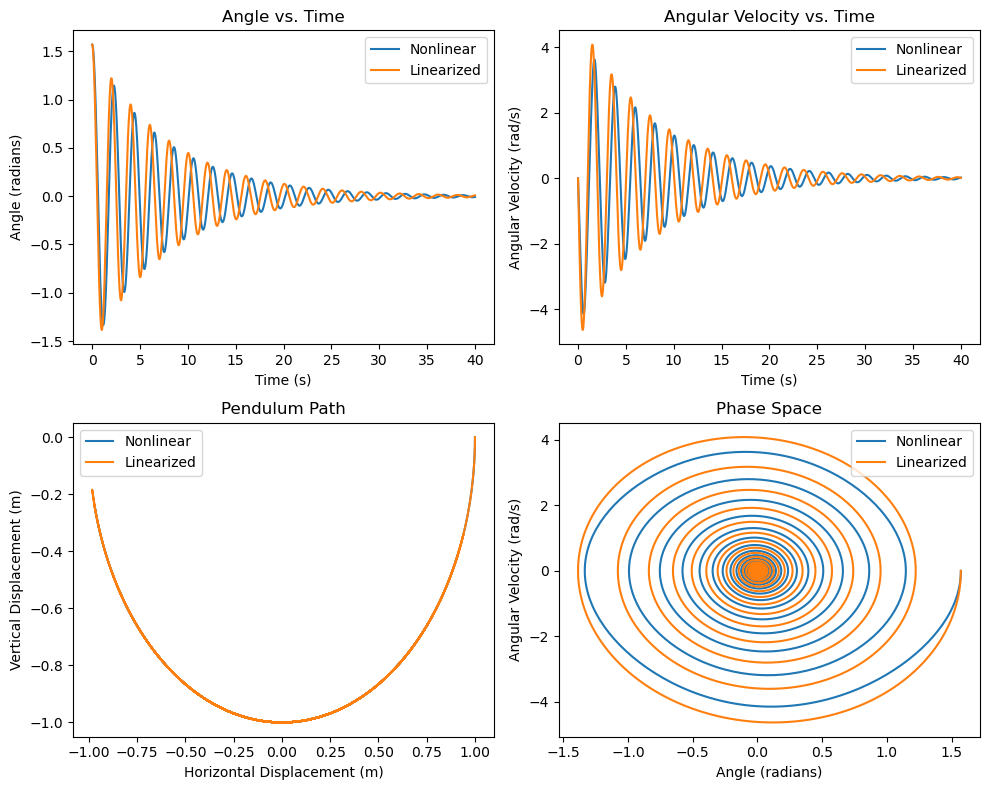 Angle vs. Time
1.5
1.0
0.5
0.0
−0.5
−1.0
−1.5
Angle (radians)
Nonlinear
Linearized
0 5 10 15 20 25 30 35 40
Time (s)
Angular Velocity vs. Time
4
2
0
−2
−4
Angular Velocity (rad/s)
Nonlinear
Linearized
0 5 10 15 20 25 30 35 40
Time (s)
Pendulum Path
0.0
−0.2
−0.4
−0.6
−0.8
−1.0
Vertical Displacement (m)
Nonlinear
Linearized
−1.00 −0.75 −0.50 −0.25 0.00 0.25 0.50 0.75 1.00
Horizontal Displacement (m)
Phase Space
4
2
0
−2
−4
Angular Velocity (rad/s)
Nonlinear
Linearized
−1.5 −1.0 −0.5 0.0 0.5 1.0 1.5
Angle (radians)